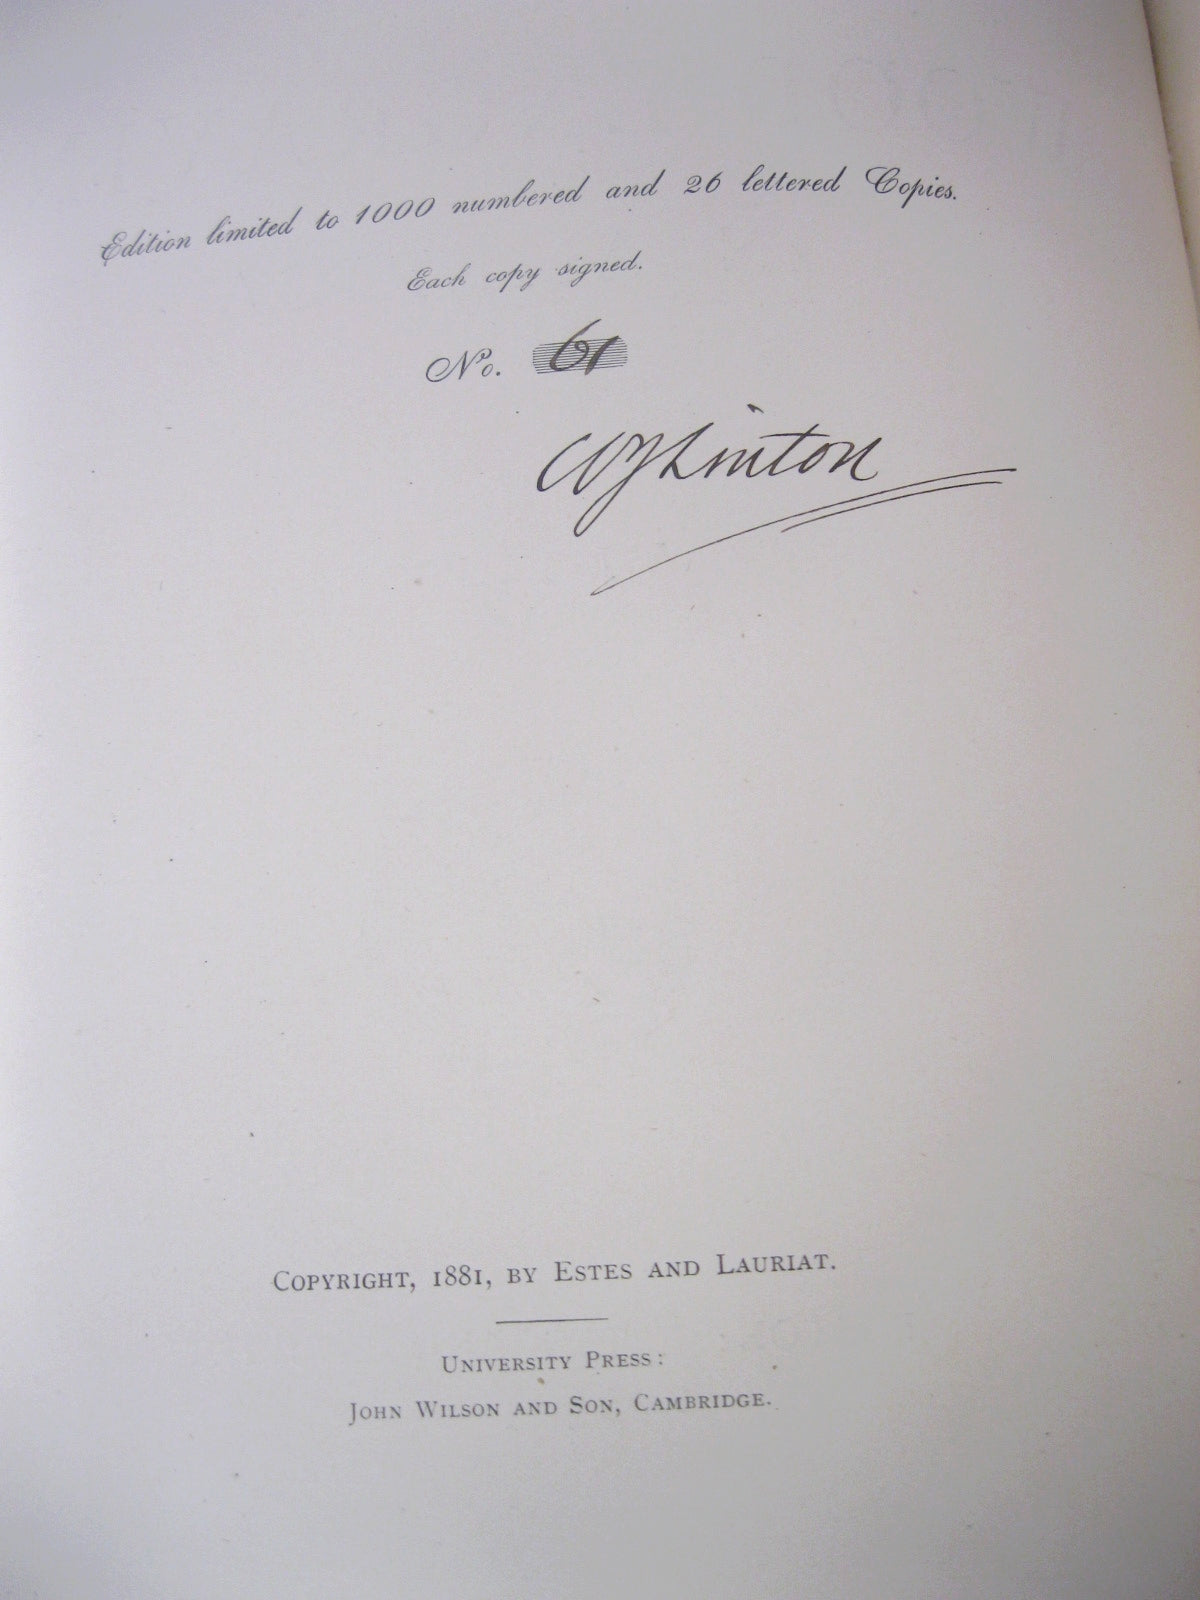 Edition limited to 1000 numbered and 26 lettered Copies.
Each copy signed.
No. 61
WJLinton
COPYRIGHT, 1881, BY ESTES AND LAURIAT.
UNIVERSITY PRESS:
JOHN WILSON AND SON, CAMBRIDGE.